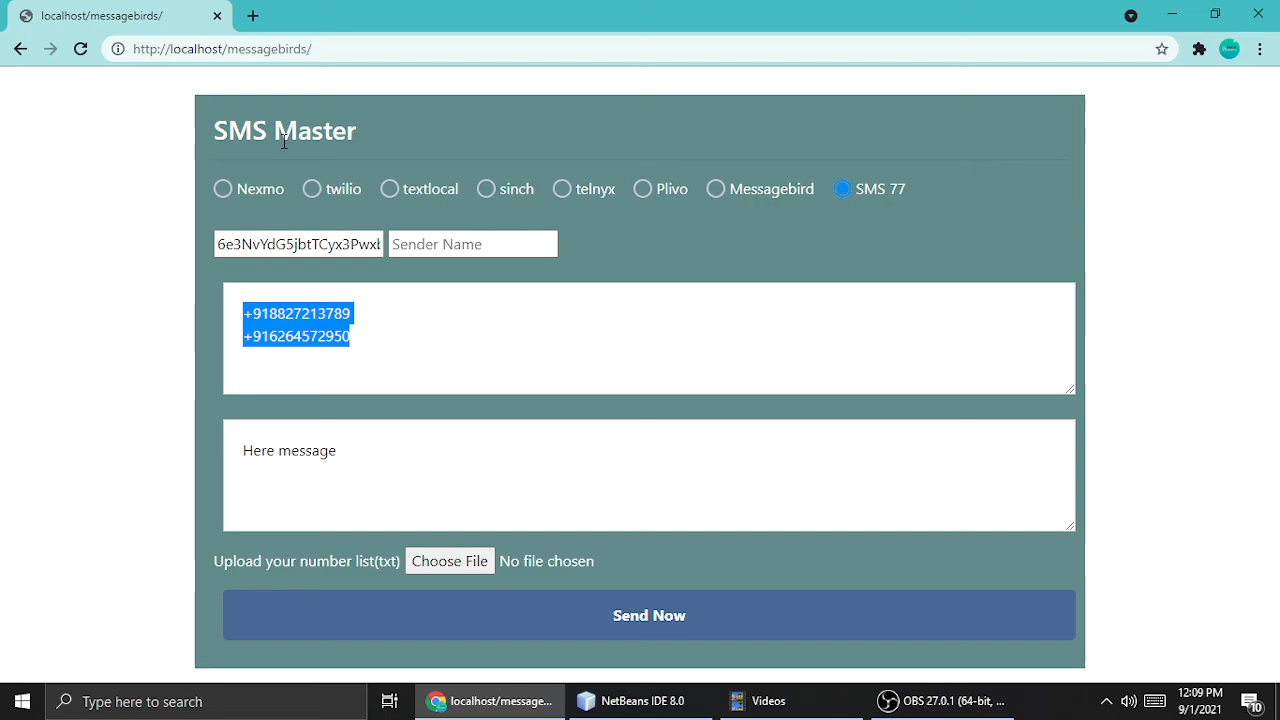 localhost/messagebirds/
http://localhost/messagebirds/
SMS Master
Nexmo twilio textlocal sinch telnyx Plivo Messagebird SMS 77
Sender Name
+918827213789
+916264572950
Here message
Upload your number list(txt) Choose File No file chosen
Send Now
Type here to search localhost/message... NetBeans IDE 8.0 Videos OBS 27.0.1 (64-bit, ... 12:09 PM
9/1/2021 10